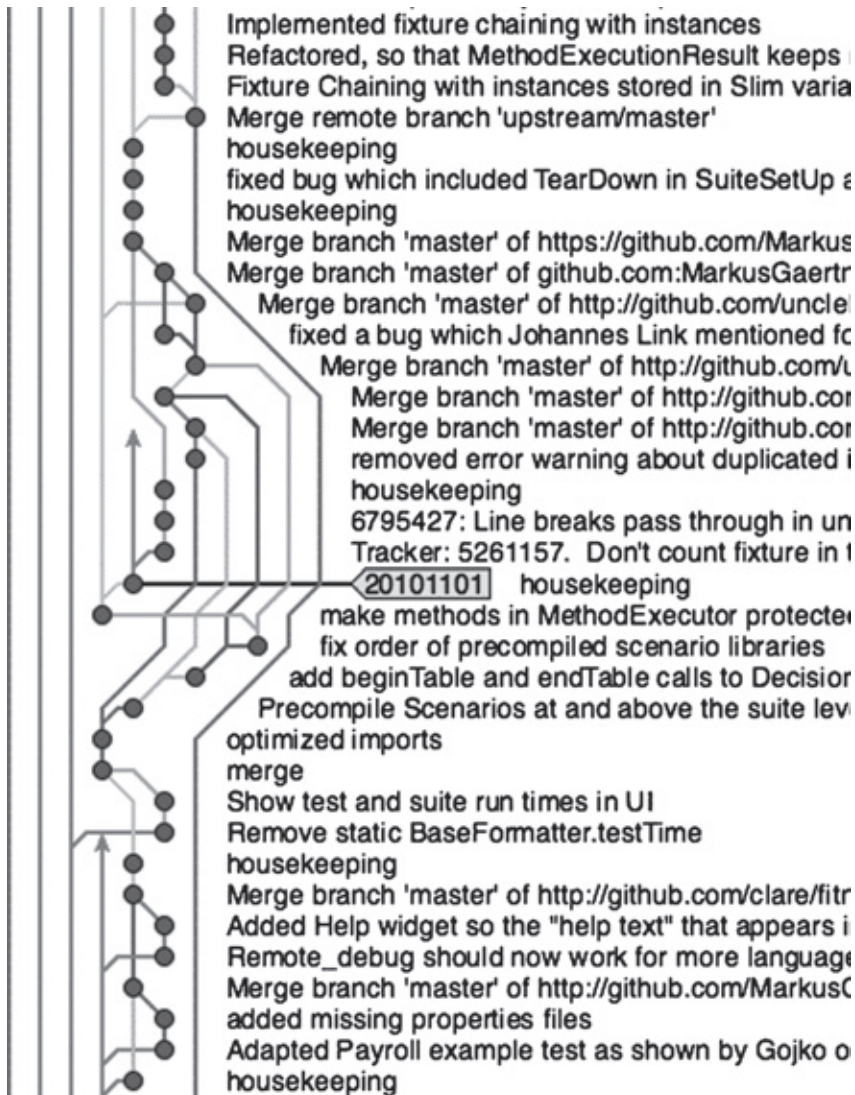 Implemented fixture chaining with instances
Refactored, so that MethodExecutionResult keeps
Fixture Chaining with instances stored in Slim varia
Merge remote branch 'upstream/master'
housekeeping
fixed bug which included TearDown in SuiteSetUp a
housekeeping
Merge branch 'master' of https://github.com/Markus
Merge branch 'master' of github.com:MarkusGaertn
Merge branch 'master' of http://github.com/uncle
fixed a bug which Johannes Link mentioned fo
Merge branch 'master' of http://github.com/u
Merge branch 'master' of http://github.com
Merge branch 'master' of http://github.com
removed error warning about duplicated i
housekeeping
6795427: Line breaks pass through in un
Tracker: 5261157. Don't count fixture in t
20101101 housekeeping
make methods in MethodExecutor protected
fix order of precompiled scenario libraries
add beginTable and endTable calls to Decision
Precompile Scenarios at and above the suite leve
optimized imports
merge
Show test and suite run times in UI
Remove static BaseFormatter.testTime
housekeeping
Merge branch 'master' of http://github.com/clare/fitn
Added Help widget so the "help text" that appears i
Remote_debug should now work for more language
Merge branch 'master' of http://github.com/MarkusG
added missing properties files
Adapted Payroll example test as shown by Gojko o
housekeeping